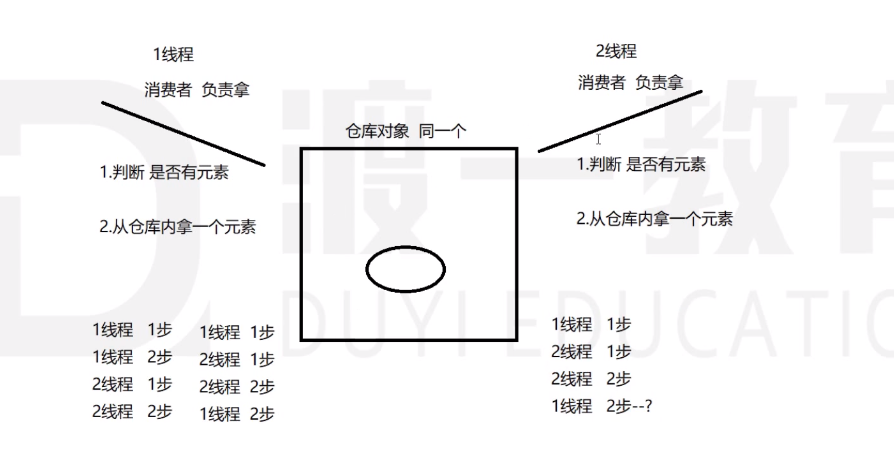 1线程
消费者 负责拿
1.判断 是否有元素
2.从仓库内拿一个元素
仓库对象 同一个
2线程
消费者 负责拿
1.判断 是否有元素
2.从仓库内拿一个元素
1线程 1步
1线程 2步
2线程 1步
2线程 2步
1线程 1步
2线程 1步
2线程 2步
1线程 2步
1线程 1步
2线程 1步
2线程 2步
1线程 2步--?
渡一教育
DUYI EDUCATIO